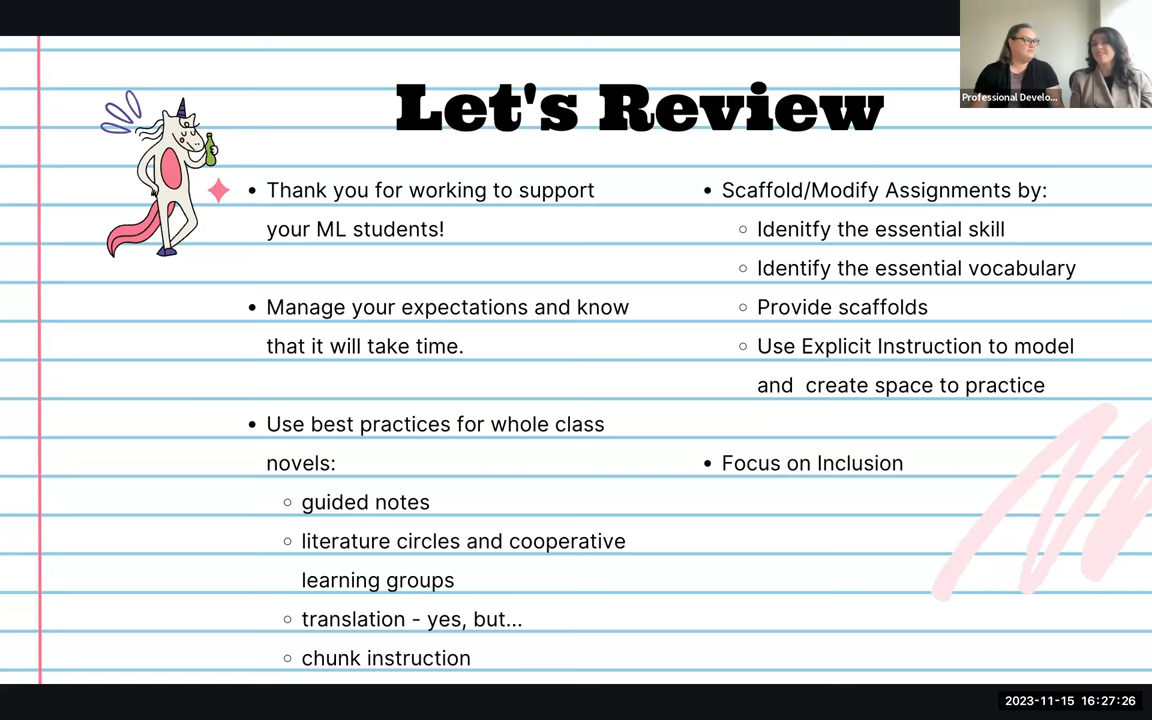 Let's Review
Thank you for working to support
your ML students!
Manage your expectations and know
that it will take time.
Use best practices for whole class
novels:
guided notes
literature circles and cooperative
learning groups
translation - yes, but...
chunk instruction
Scaffold/Modify Assignments by:
Idenitfy the essential skill
Identify the essential vocabulary
Provide scaffolds
Use Explicit Instruction to model
and create space to practice
Focus on Inclusion
Professional Develo...
2023-11-15 16:27:26